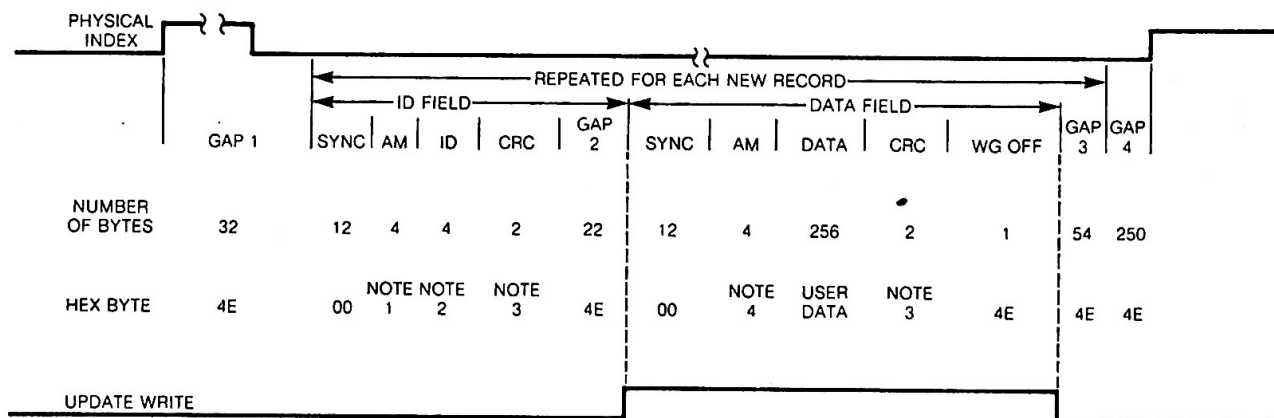 PHYSICAL
INDEX
REPEATED FOR EACH NEW RECORD
ID FIELD
DATA FIELD
GAP 1
SYNC
AM
ID
CRC
GAP
2
SYNC
AM
DATA
CRC
WG OFF
GAP
3
GAP
4
NUMBER
OF BYTES
32 12 4 4 2 22 12 4 256 2 1 54 250
HEX BYTE
4E
00
NOTE
1
NOTE
2
NOTE
3
4E
00
NOTE
4
USER
DATA
NOTE
3
4E
4E
4E
UPDATE WRITE